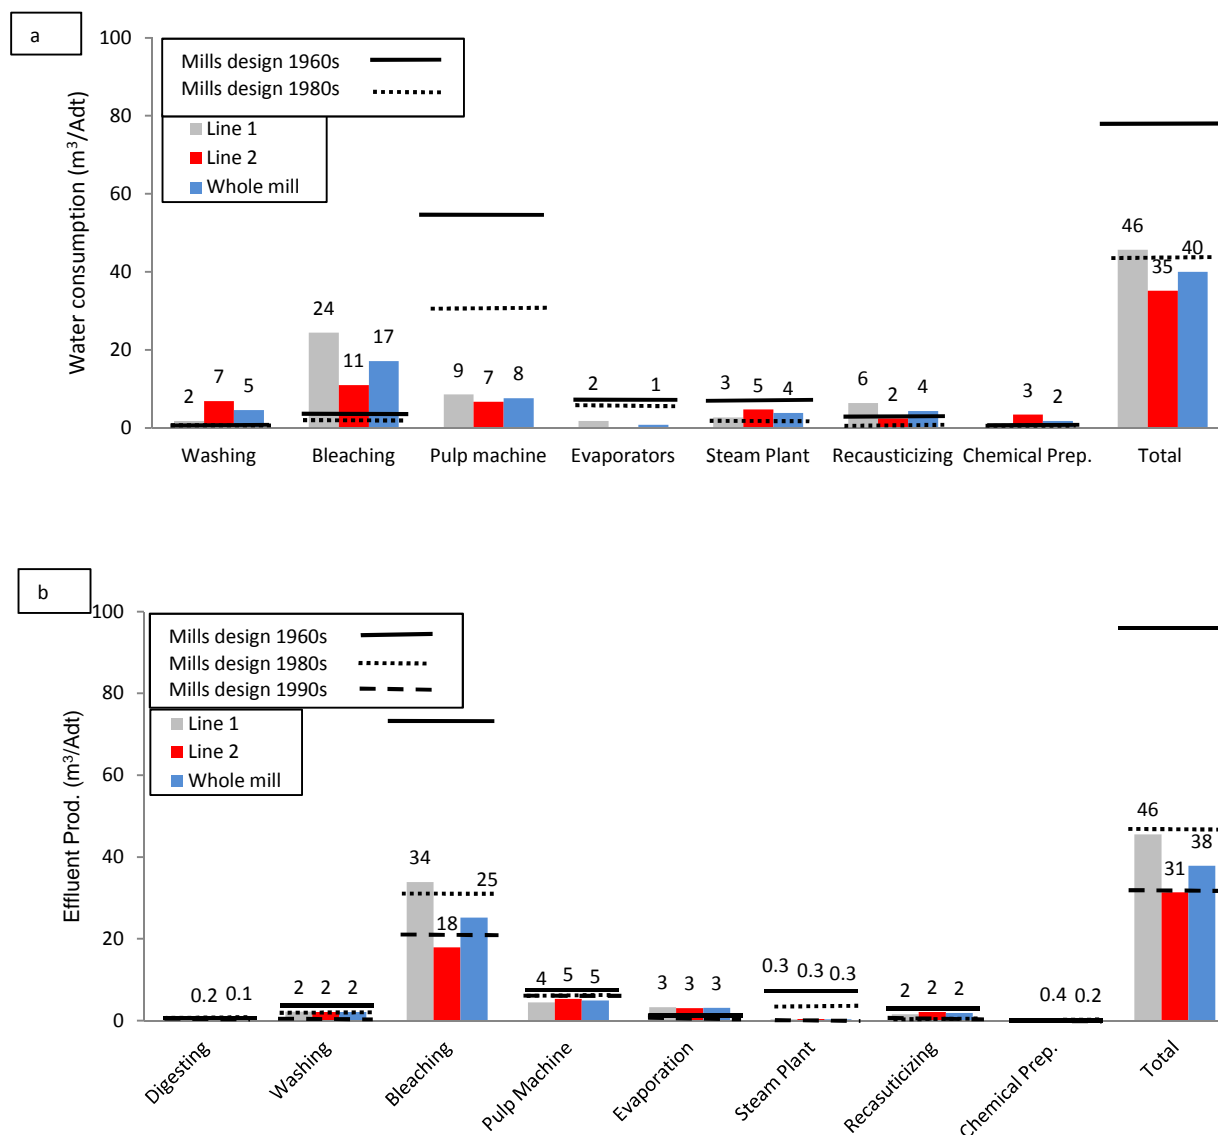 a
100
80
60
40
20
0
Water consumption (m³/Adt)
Mills design 1960s
Mills design 1980s
Line 1
Line 2
Whole mill
2 7 5
24 11 17
9 7 8
2 1
3 5 4
6 2 4
3 2
46 35 40
Washing Bleaching Pulp machine Evaporators Steam Plant Recausticizing Chemical Prep. Total
b
100
80
60
40
20
0
Effluent Prod. (m³/Adt)
Mills design 1960s
Mills design 1980s
Mills design 1990s
Line 1
Line 2
Whole mill
0.2 0.1
2 2 2
34 18 25
4 5 5
3 3 3
0.3 0.3 0.3
2 2 2
0.4 0.2
46 31 38
Digesting
Washing
Bleaching
Pulp Machine
Evaporation
Steam Plant
Recasuticizing
Chemical Prep.
Total